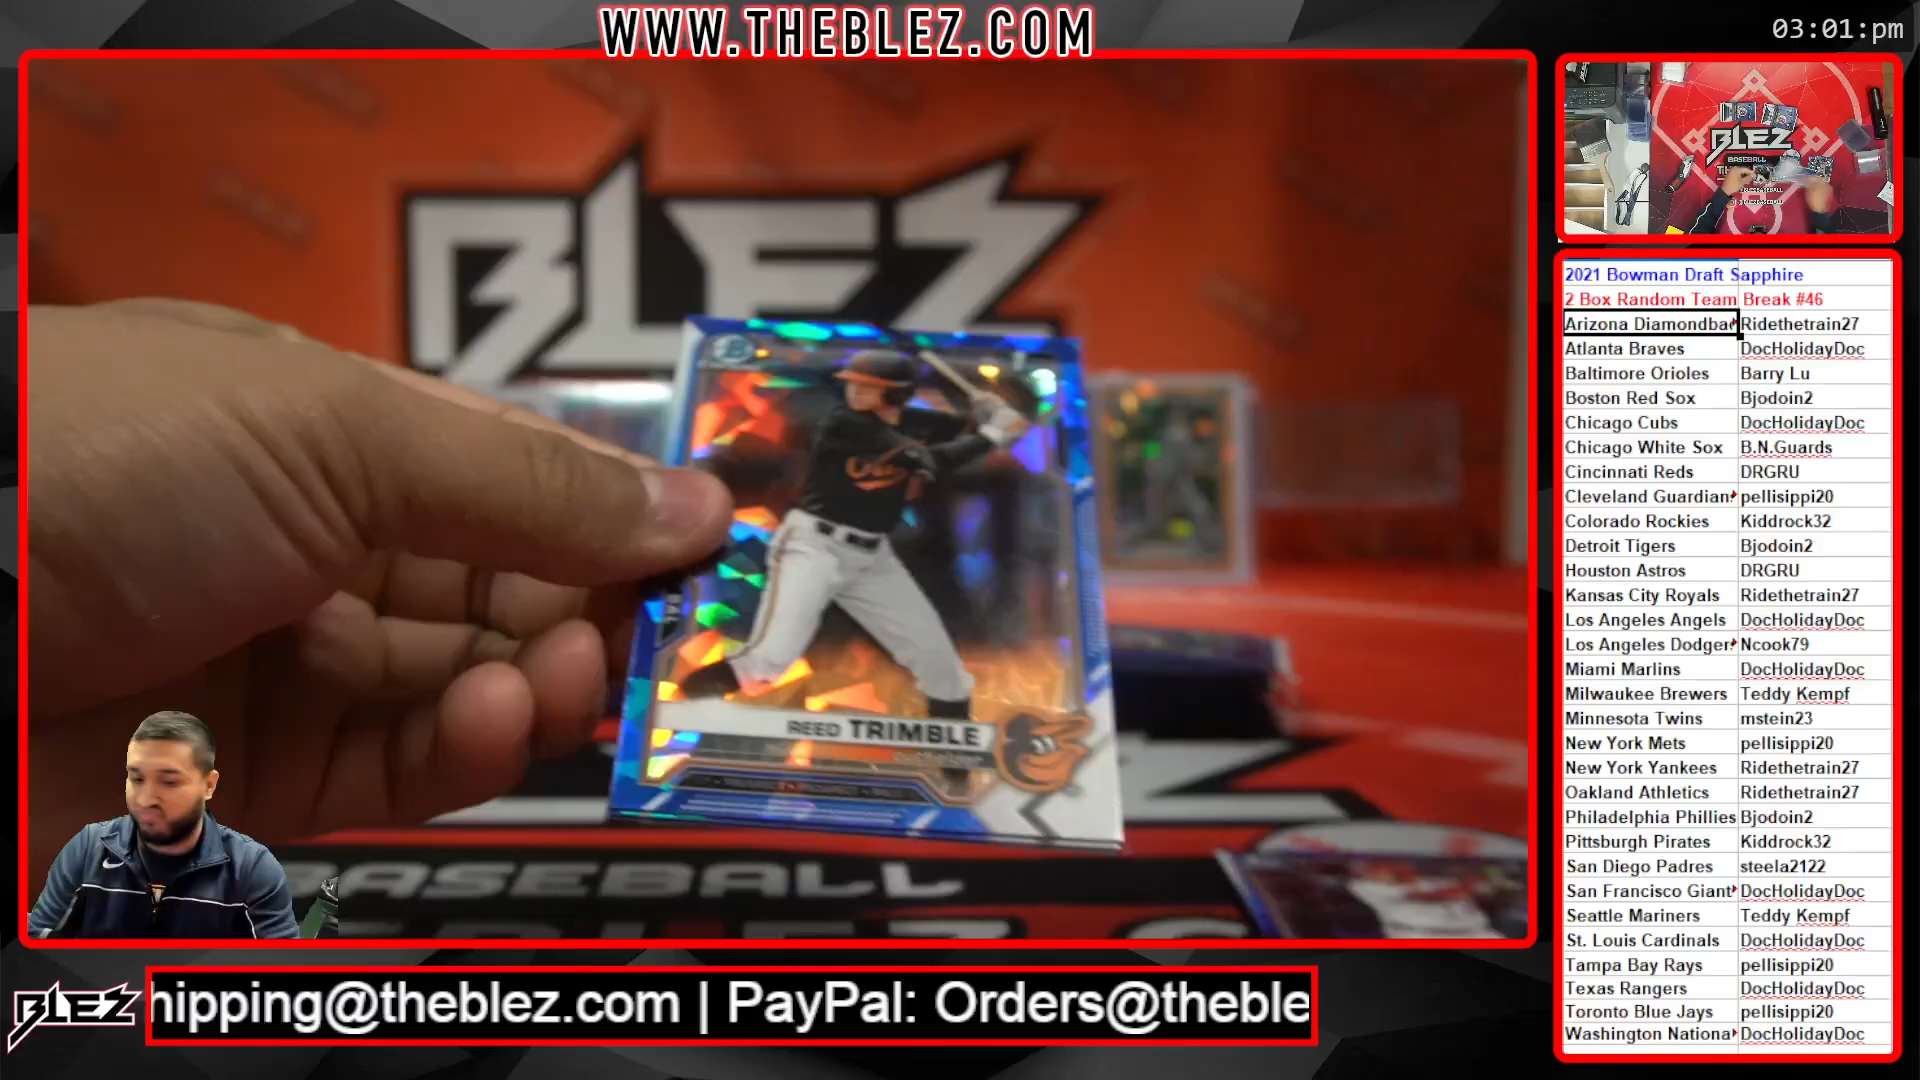 WWW.THEBLEZ.COM
03:01:pm
BLEZ
REED TRIMBLE
BASEBALL
BLEZ
BASEBALL
2021 Bowman Draft Sapphire
2 Box Random Team Break #46
Arizona Diamondba Ridethetrain27
Atlanta Braves DocHolidayDoc
Baltimore Orioles Barry Lu
Boston Red Sox Bjodoin2
Chicago Cubs DocHolidayDoc
Chicago White Sox B.N.Guards
Cincinnati Reds DRGRU
Cleveland Guardian pellisippi20
Colorado Rockies Kiddrock32
Detroit Tigers Bjodoin2
Houston Astros DRGRU
Kansas City Royals Ridethetrain27
Los Angeles Angels DocHolidayDoc
Los Angeles Dodger Ncook79
Miami Marlins DocHolidayDoc
Milwaukee Brewers Teddy Kempf
Minnesota Twins mstein23
New York Mets pellisippi20
New York Yankees Ridethetrain27
Oakland Athletics Ridethetrain27
Philadelphia Phillies Bjodoin2
Pittsburgh Pirates Kiddrock32
San Diego Padres steela2122
San Francisco Giant DocHolidayDoc
Seattle Mariners Teddy Kempf
St. Louis Cardinals DocHolidayDoc
Tampa Bay Rays pellisippi20
Texas Rangers DocHolidayDoc
Toronto Blue Jays pellisippi20
Washington Nationa DocHolidayDoc
BLEZ
hipping@theblez.com | PayPal: Orders@theble